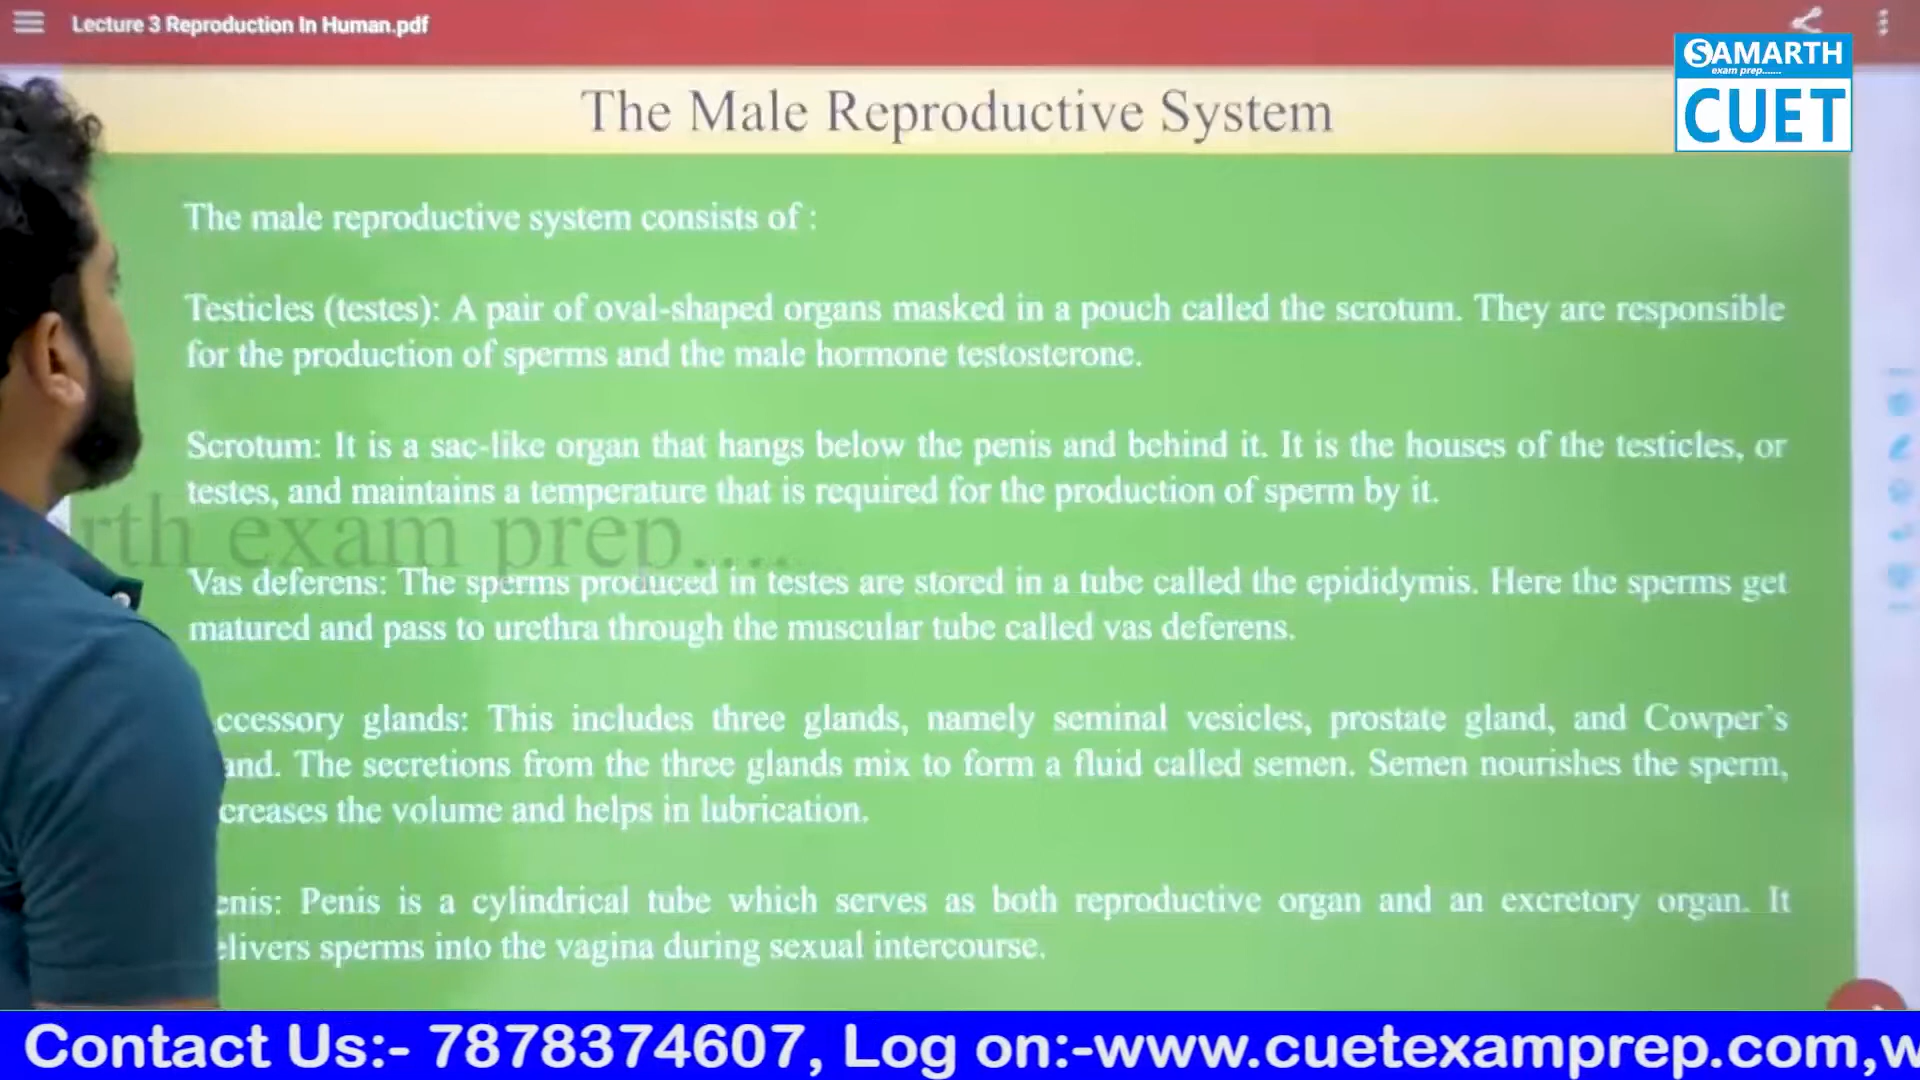 Lecture 3 Reproduction In Human.pdf
SAMARTH
exam prep.......
CUET
The Male Reproductive System
The male reproductive system consists of :
Testicles (testes): A pair of oval-shaped organs masked in a pouch called the scrotum. They are responsible
for the production of sperms and the male hormone testosterone.
Scrotum: It is a sac-like organ that hangs below the penis and behind it. It is the houses of the testicles, or
testes, and maintains a temperature that is required for the production of sperm by it.
rth exam prep.....
Vas deferens: The sperms produced in testes are stored in a tube called the epididymis. Here the sperms get
matured and pass to urethra through the muscular tube called vas deferens.
ccessory glands: This includes three glands, namely seminal vesicles, prostate gland, and Cowper's
and. The secretions from the three glands mix to form a fluid called semen. Semen nourishes the sperm,
creases the volume and helps in lubrication.
enis: Penis is a cylindrical tube which serves as both reproductive organ and an excretory organ. It
elivers sperms into the vagina during sexual intercourse.
Contact Us:- 7878374607, Log on:-www.cuetexamprep.com,w